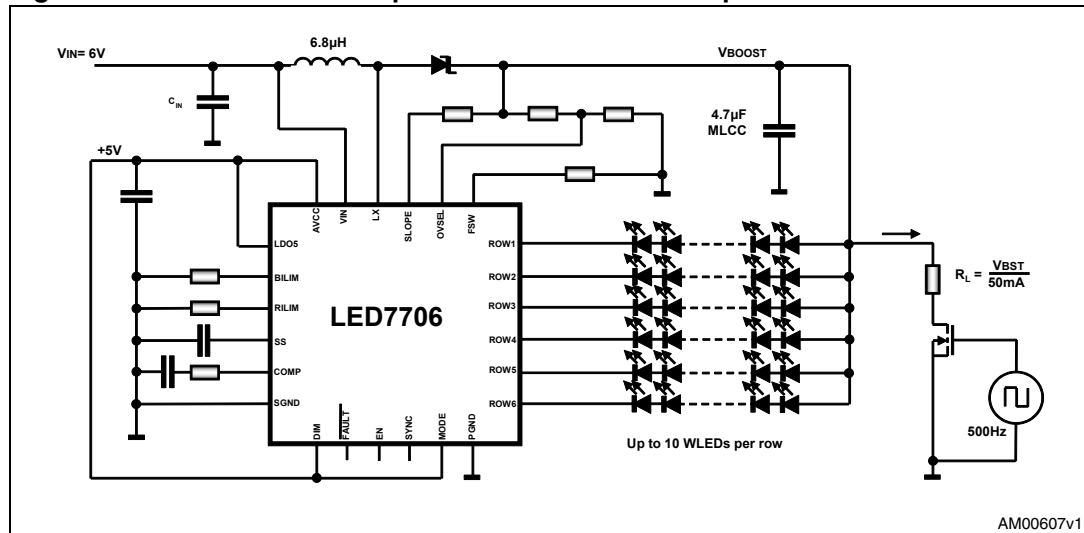 VIN= 6V
6.8µH
VBOOST
CIN
4.7µF
MLCC
+5V
AVCC
VIN
LX
SLOPE
OVSEL
FSW
LDO5
BILIM
RILIM
SS
COMP
SGND
LED7706
ROW1
ROW2
ROW3
ROW4
ROW5
ROW6
DIM
FAULT
EN
SYNC
MODE
PGND
RL = VBST
50mA
500Hz
Up to 10 WLEDs per row
AM00607v1